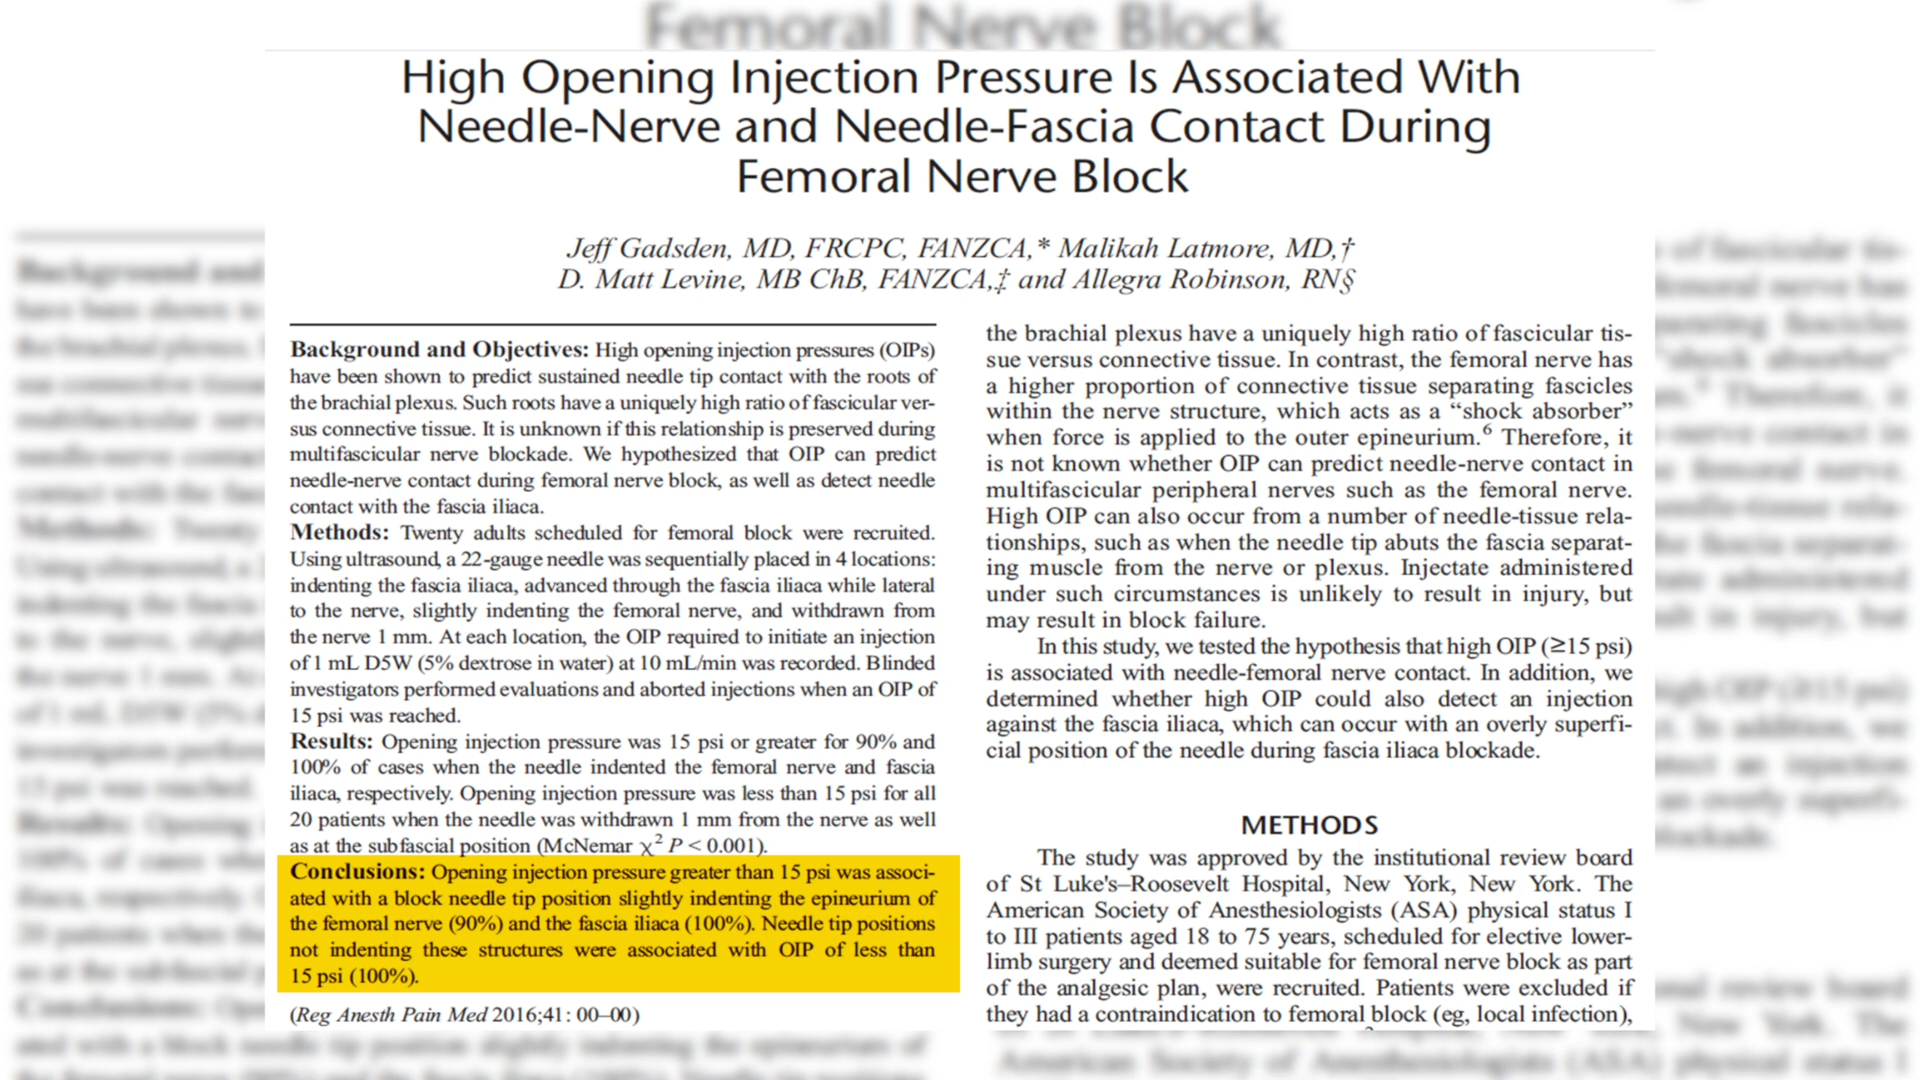 Femoral Nerve Block
High Opening Injection Pressure Is Associated With
Needle-Nerve and Needle-Fascia Contact During
Femoral Nerve Block
Jeff Gadsden, MD, FRCPC, FANZCA,* Malikah Latmore, MD,†
D. Matt Levine, MB ChB, FANZCA,‡ and Allegra Robinson, RN§
Background and Objectives: High opening injection pressures (OIPs)
have been shown to predict sustained needle tip contact with the roots of
the brachial plexus. Such roots have a uniquely high ratio of fascicular ver-
sus connective tissue. It is unknown if this relationship is preserved during
multifascicular nerve blockade. We hypothesized that OIP can predict
needle-nerve contact during femoral nerve block, as well as detect needle
contact with the fascia iliaca.
Methods: Twenty adults scheduled for femoral block were recruited.
Using ultrasound, a 22-gauge needle was sequentially placed in 4 locations:
indenting the fascia iliaca, advanced through the fascia iliaca while lateral
to the nerve, slightly indenting the femoral nerve, and withdrawn from
the nerve 1 mm. At each location, the OIP required to initiate an injection
of 1 mL D5W (5% dextrose in water) at 10 mL/min was recorded. Blinded
investigators performed evaluations and aborted injections when an OIP of
15 psi was reached.
Results: Opening injection pressure was 15 psi or greater for 90% and
100% of cases when the needle indented the femoral nerve and fascia
iliaca, respectively. Opening injection pressure was less than 15 psi for all
20 patients when the needle was withdrawn 1 mm from the nerve as well
as at the subfascial position (McNemar χ² P < 0.001).
Conclusions: Opening injection pressure greater than 15 psi was associ-
ated with a block needle tip position slightly indenting the epineurium of
the femoral nerve (90%) and the fascia iliaca (100%). Needle tip positions
not indenting these structures were associated with OIP of less than
15 psi (100%).
(Reg Anesth Pain Med 2016;41: 00–00)
the brachial plexus have a uniquely high ratio of fascicular tis-
sue versus connective tissue. In contrast, the femoral nerve has
a higher proportion of connective tissue separating fascicles
within the nerve structure, which acts as a “shock absorber”
when force is applied to the outer epineurium.⁶ Therefore, it
is not known whether OIP can predict needle-nerve contact in
multifascicular peripheral nerves such as the femoral nerve.
High OIP can also occur from a number of needle-tissue rela-
tionships, such as when the needle tip abuts the fascia separat-
ing muscle from the nerve or plexus. Injectate administered
under such circumstances is unlikely to result in injury, but
may result in block failure.
In this study, we tested the hypothesis that high OIP (≥15 psi)
is associated with needle-femoral nerve contact. In addition, we
determined whether high OIP could also detect an injection
against the fascia iliaca, which can occur with an overly superfi-
cial position of the needle during fascia iliaca blockade.
METHODS
The study was approved by the institutional review board
of St Luke's–Roosevelt Hospital, New York, New York. The
American Society of Anesthesiologists (ASA) physical status I
to III patients aged 18 to 75 years, scheduled for elective lower-
limb surgery and deemed suitable for femoral nerve block as part
of the analgesic plan, were recruited. Patients were excluded if
they had a contraindication to femoral block (eg, local infection),